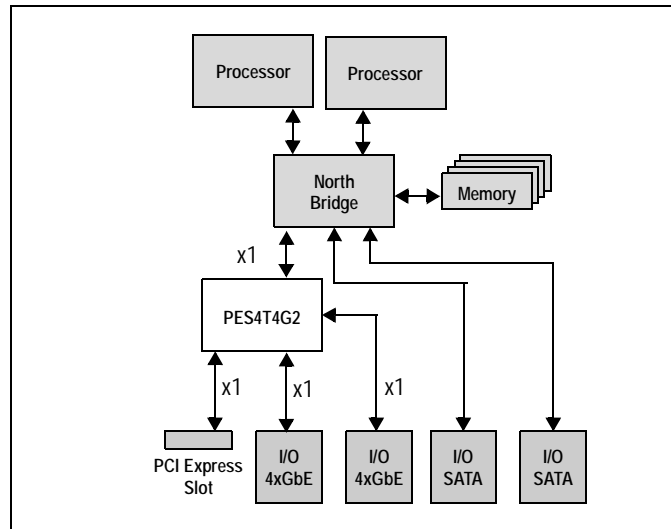 Processor
Processor
North
Bridge
Memory
x1
PES4T4G2
x1
x1
x1
PCI Express
Slot
I/O
4xGbE
I/O
4xGbE
I/O
SATA
I/O
SATA